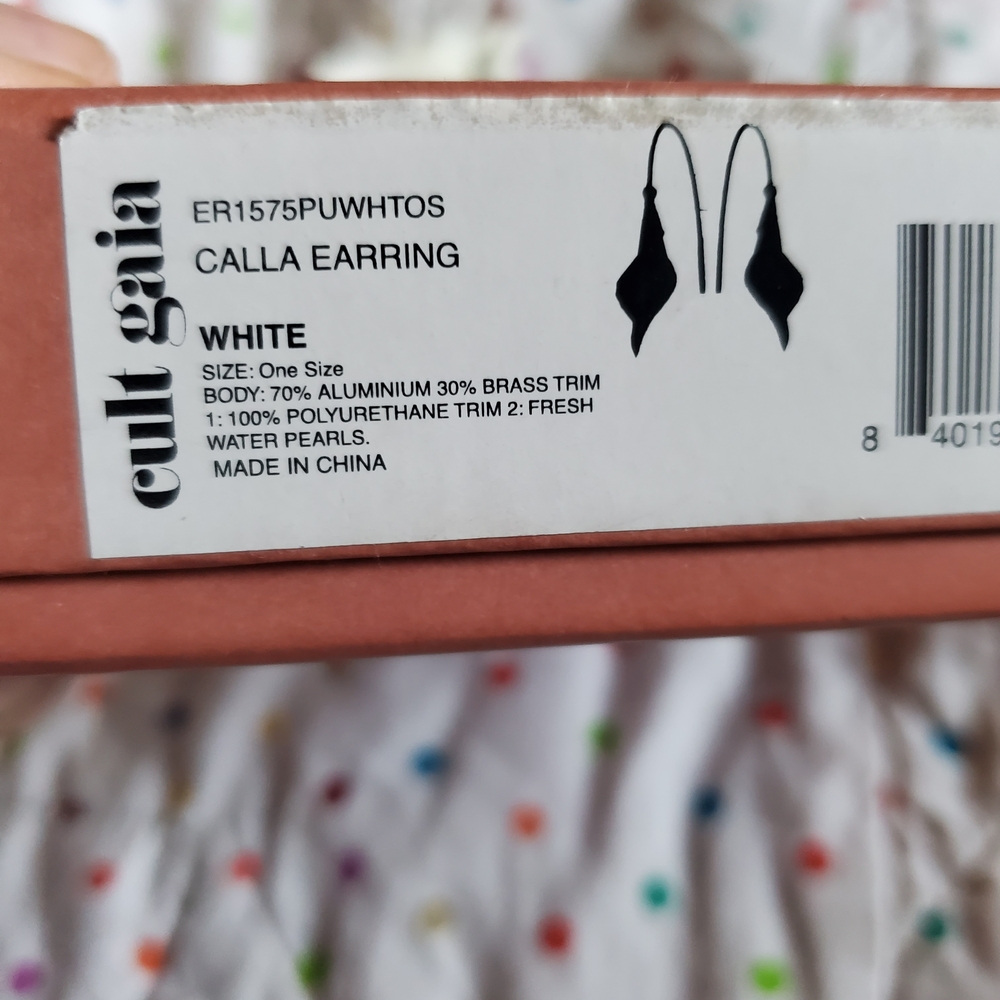 cult gaia
ER1575PUWHTOS
CALLA EARRING
WHITE
SIZE: One Size
BODY: 70% ALUMINIUM 30% BRASS TRIM
1: 100% POLYURETHANE TRIM 2: FRESH
WATER PEARLS.
MADE IN CHINA
8 4019